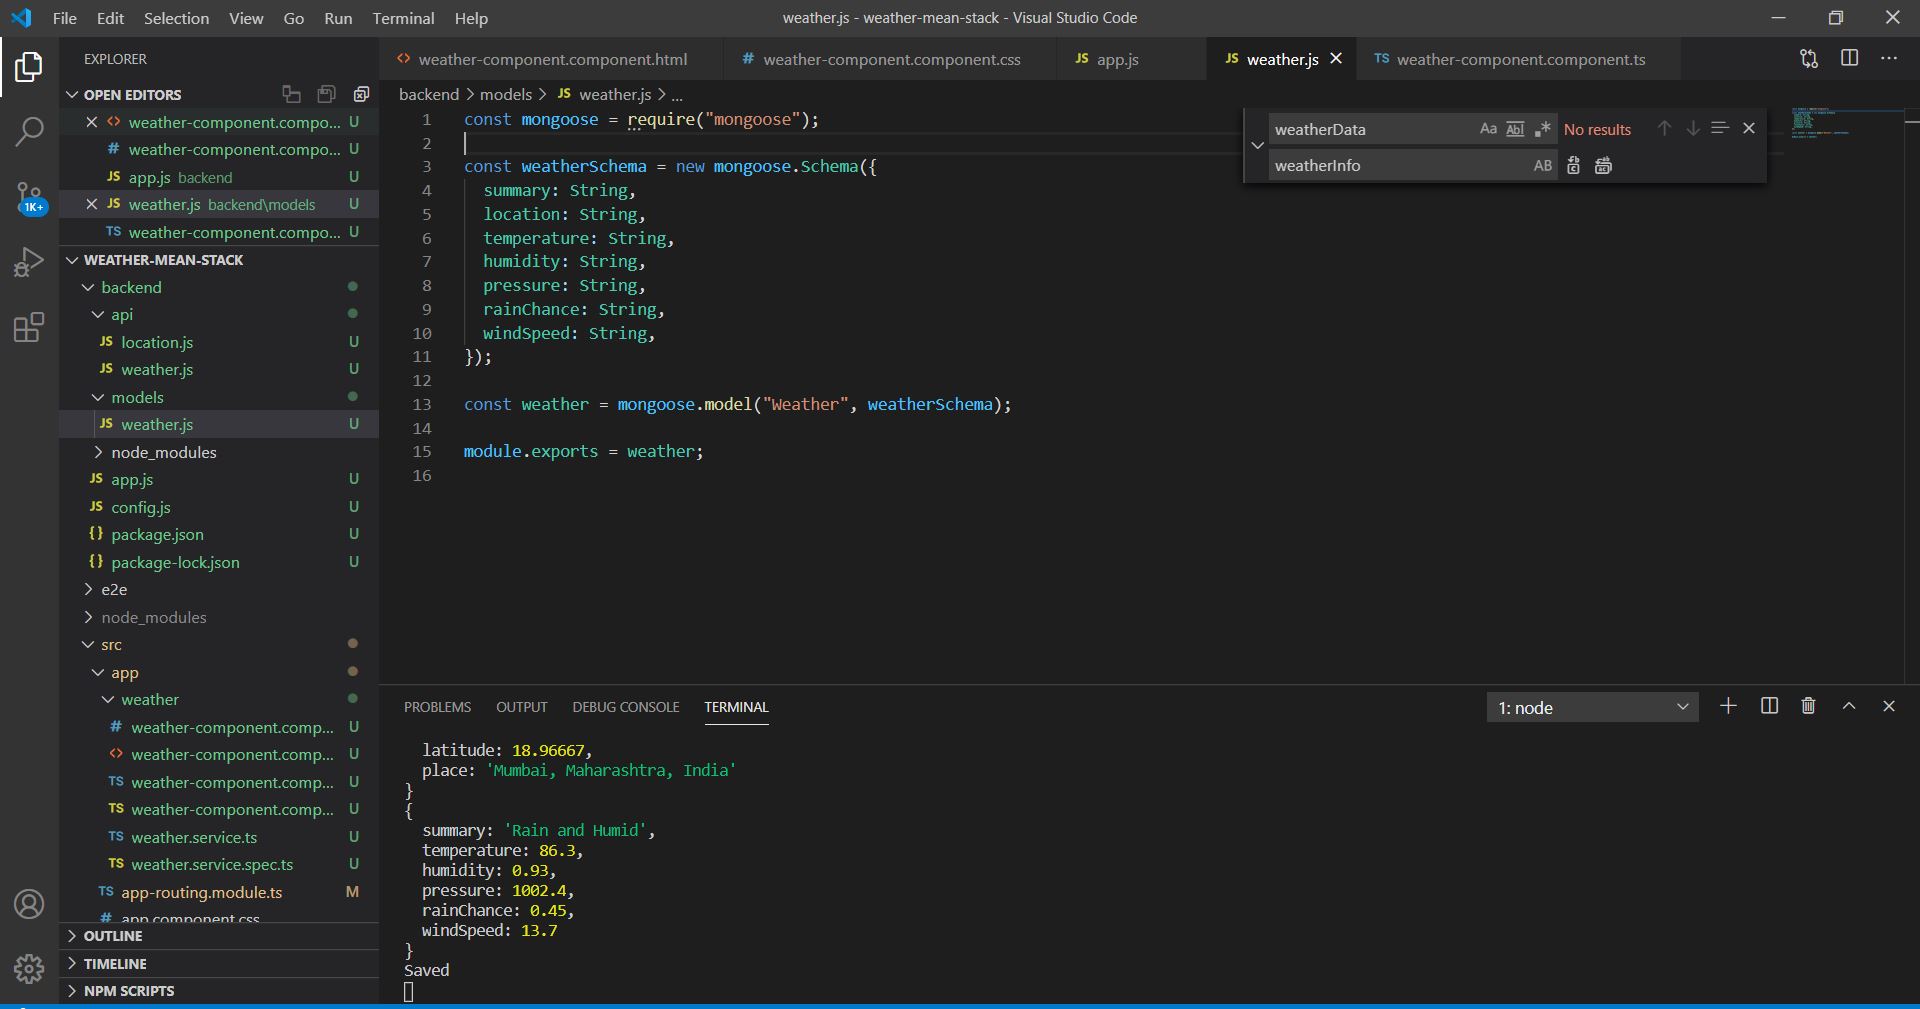 File Edit Selection View Go Run Terminal Help
weather.js - weather-mean-stack - Visual Studio Code
EXPLORER
OPEN EDITORS
weather-component.compo... U
# weather-component.compo... U
JS app.js backend U
JS weather.js backend\models U
TS weather-component.compo... U
WEATHER-MEAN-STACK
backend
api
JS location.js U
JS weather.js U
models
JS weather.js U
node_modules
JS app.js U
JS config.js U
{} package.json U
{} package-lock.json U
e2e
node_modules
src
app
weather
# weather-component.comp... U
<> weather-component.comp... U
TS weather-component.comp... U
TS weather-component.comp... U
TS weather.service.ts U
TS weather.service.spec.ts U
TS app-routing.module.ts M
# app.component.css
OUTLINE
TIMELINE
NPM SCRIPTS
1K+
<> weather-component.component.html
# weather-component.component.css
JS app.js
JS weather.js
TS weather-component.component.ts
backend > models > JS weather.js > ...
1 const mongoose = require("mongoose");
2
3 const weatherSchema = new mongoose.Schema({
4 summary: String,
5 location: String,
6 temperature: String,
7 humidity: String,
8 pressure: String,
9 rainChance: String,
10 windSpeed: String,
11 });
12
13 const weather = mongoose.model("Weather", weatherSchema);
14
15 module.exports = weather;
16
weatherData Aa Abl .* No results
weatherInfo AB
PROBLEMS OUTPUT DEBUG CONSOLE TERMINAL
1: node
latitude: 18.96667,
place: 'Mumbai, Maharashtra, India'
}
{
summary: 'Rain and Humid',
temperature: 86.3,
humidity: 0.93,
pressure: 1002.4,
rainChance: 0.45,
windSpeed: 13.7
}
Saved